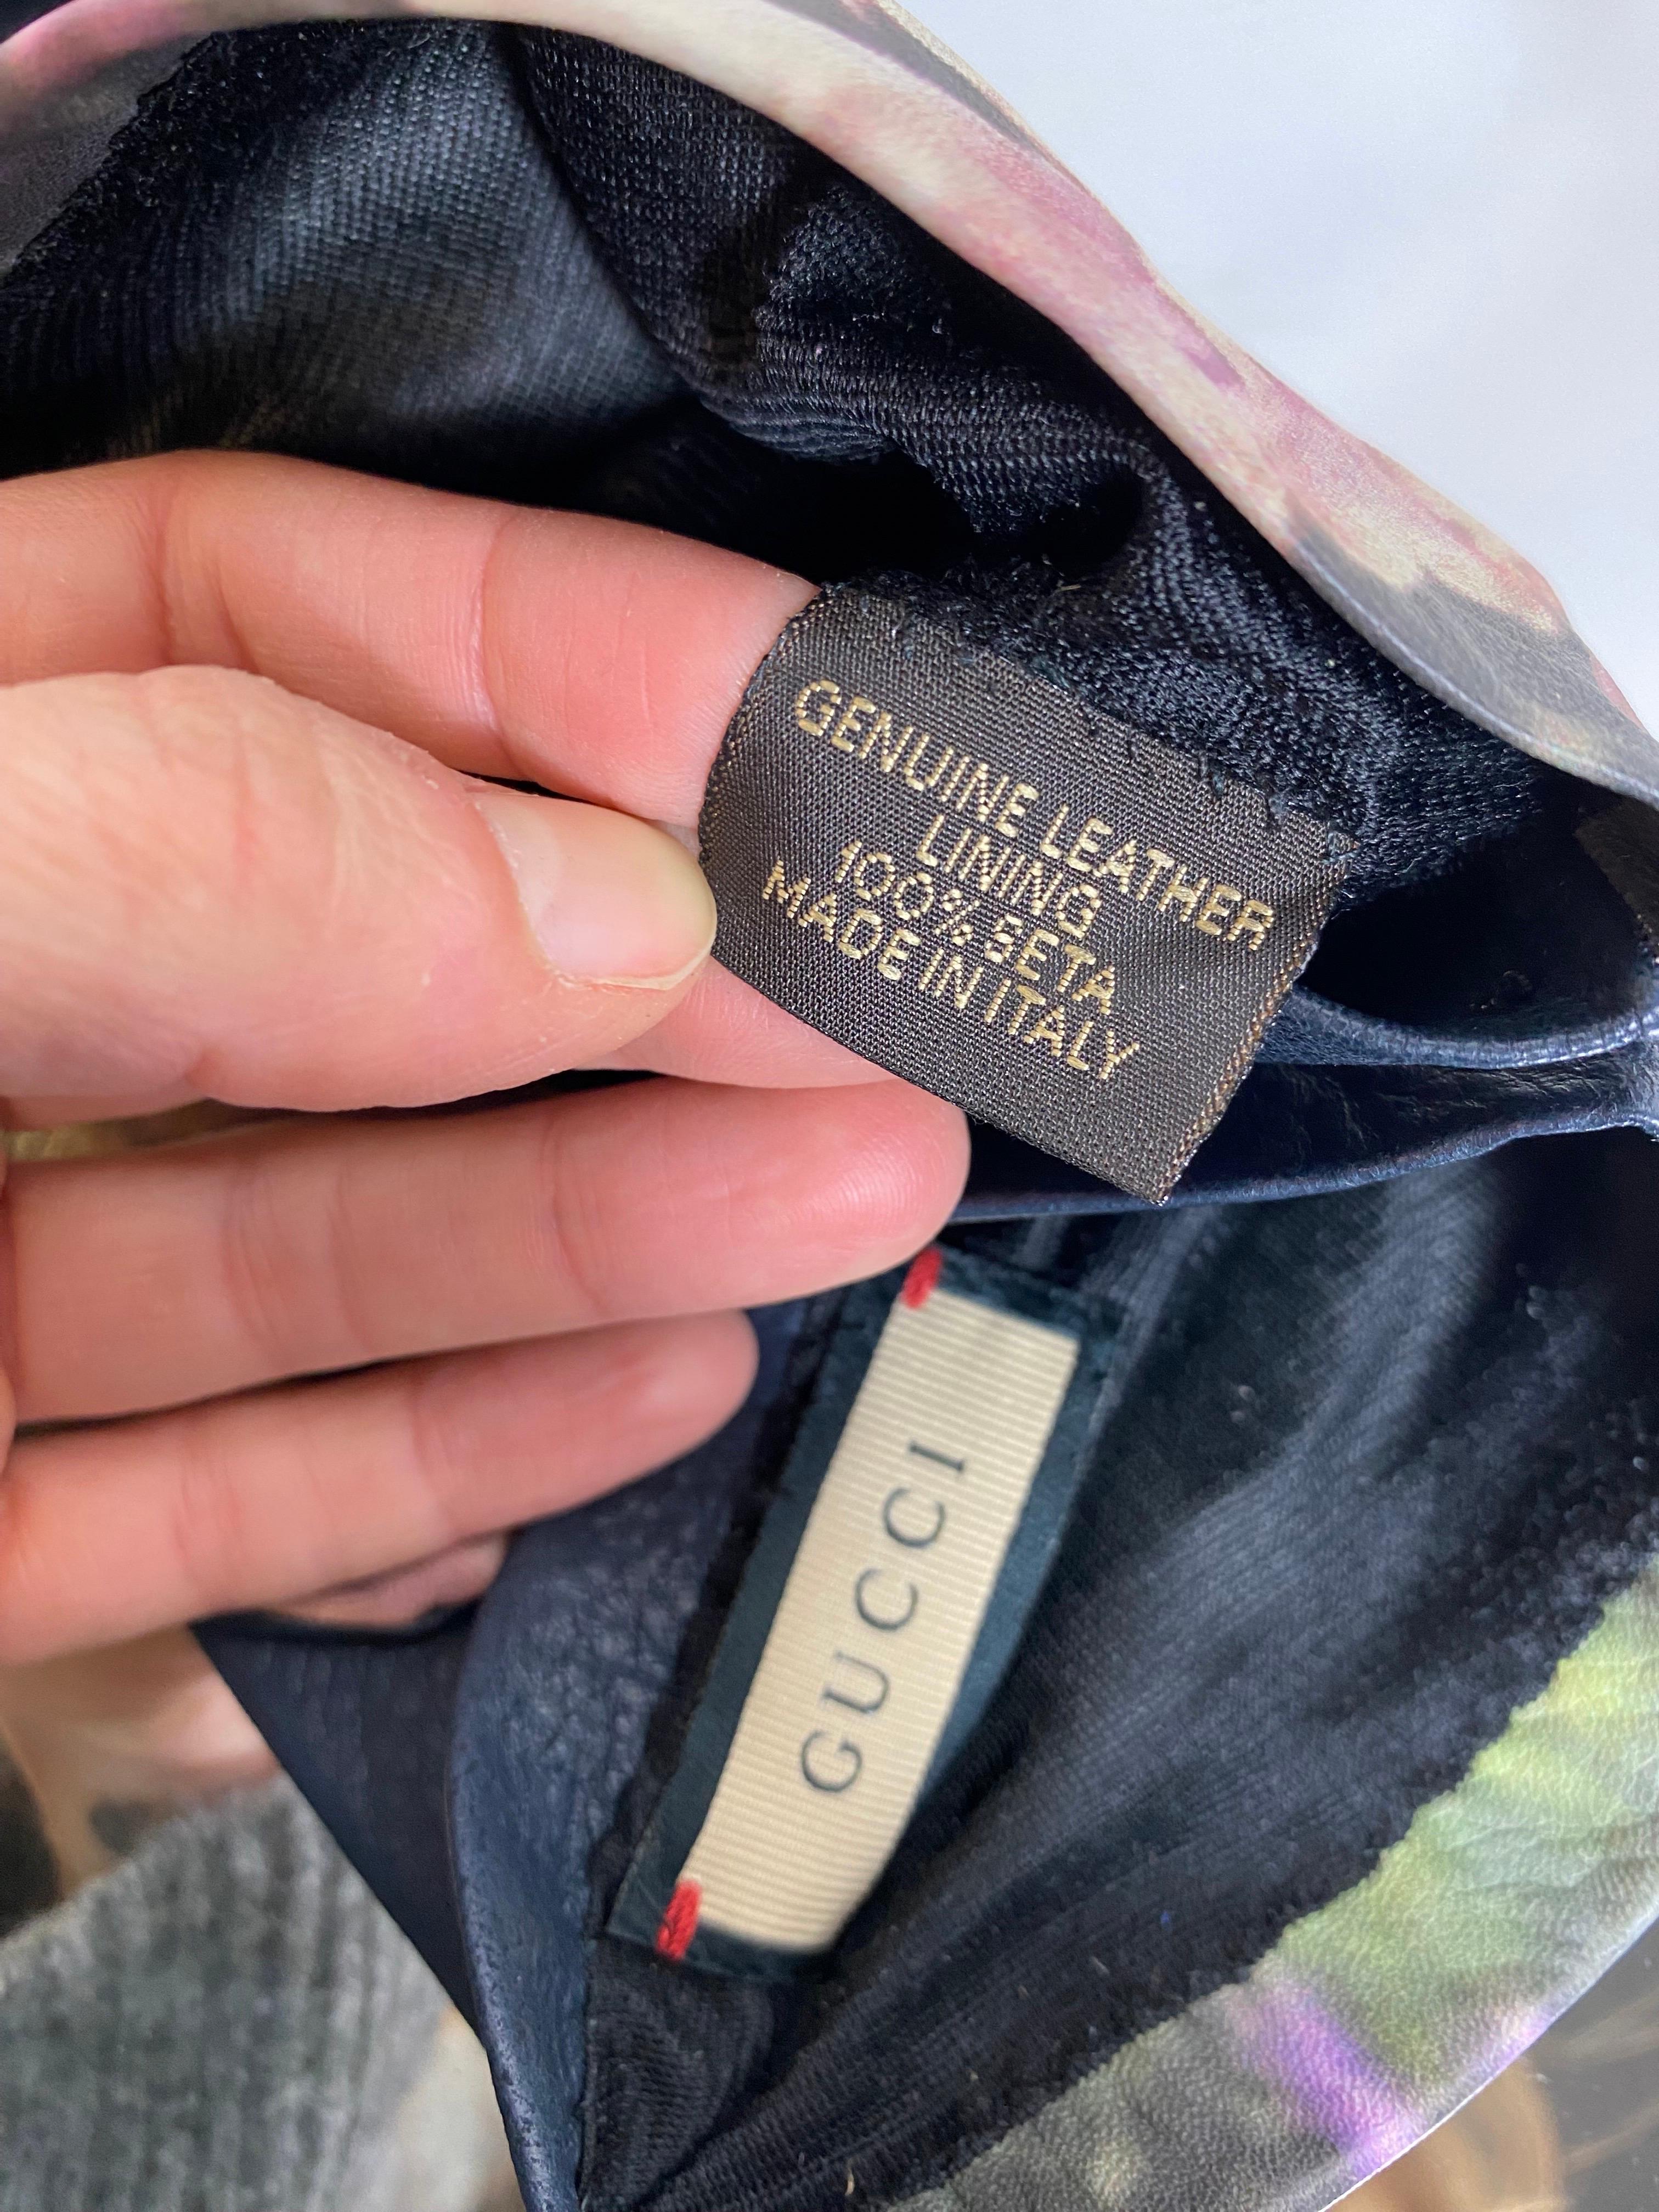 GENUINE LEATHER
LINING
100% SETA
MADE IN ITALY
GUCCI